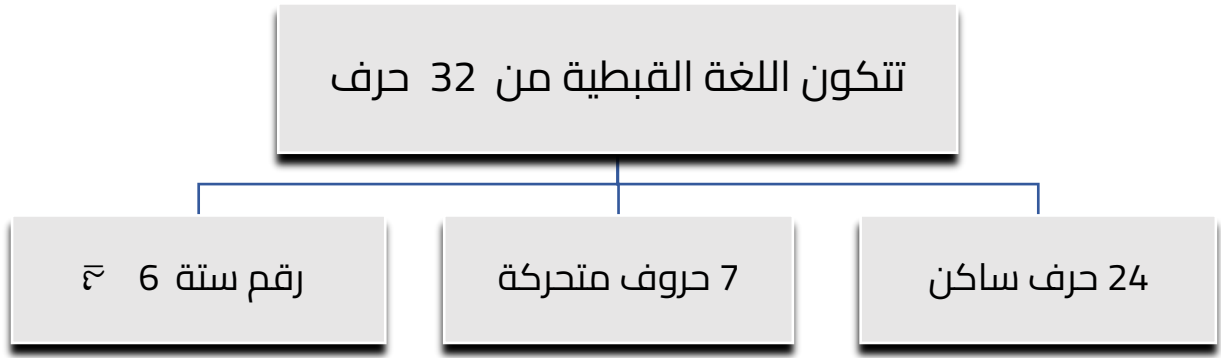 تتكون اللغة القبطية من 32 حرف
24 حرف ساكن
7 حروف متحركة
رقم ستة 6 ⲋ̅